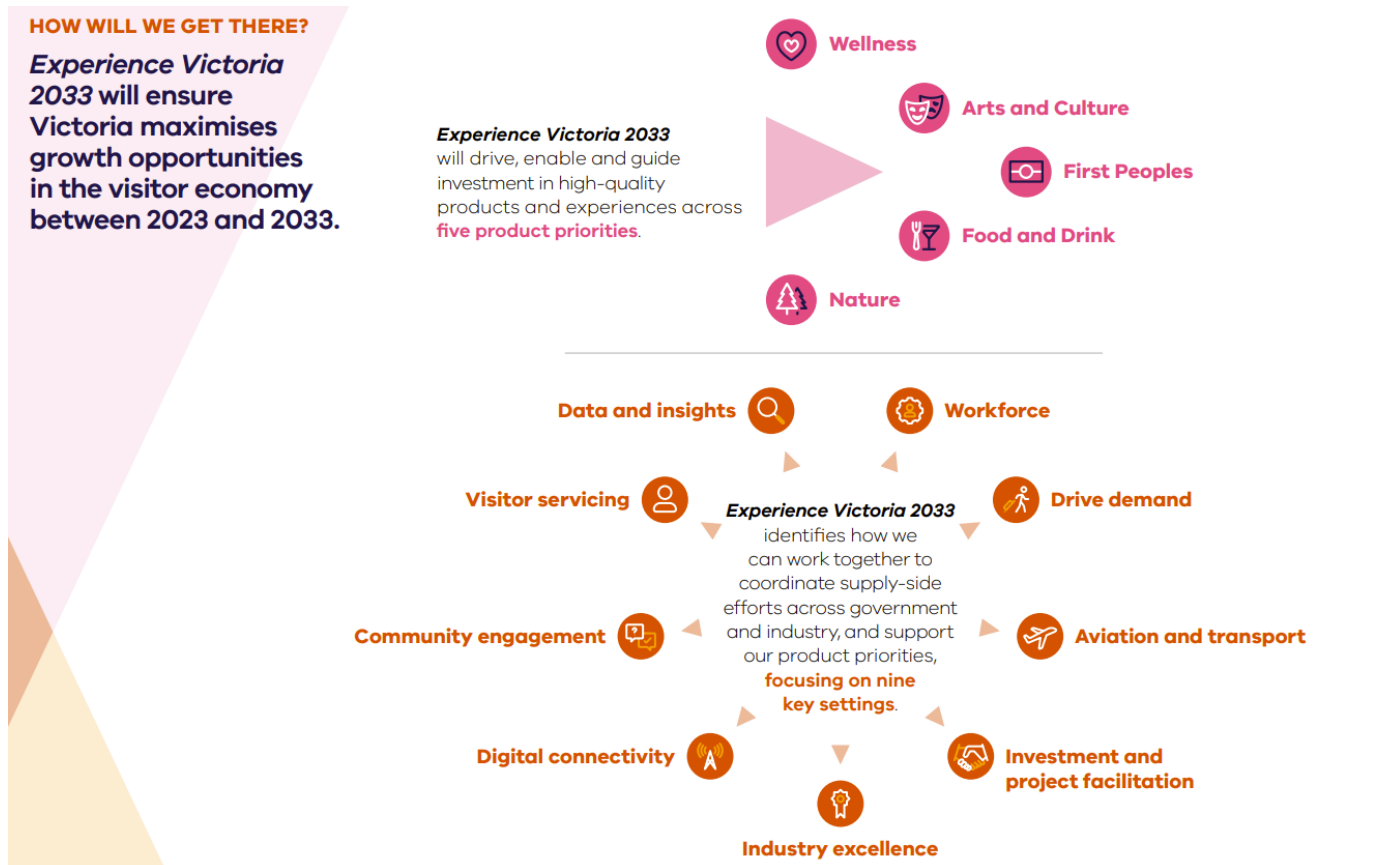 HOW WILL WE GET THERE?
Experience Victoria
2033 will ensure
Victoria maximises
growth opportunities
in the visitor economy
between 2023 and 2033.
Experience Victoria 2033
will drive, enable and guide
investment in high-quality
products and experiences across
five product priorities.
Wellness
Arts and Culture
First Peoples
Food and Drink
Nature
Data and insights
Workforce
Visitor servicing
Drive demand
Experience Victoria 2033
identifies how we
can work together to
coordinate supply-side
efforts across government
and industry, and support
our product priorities,
focusing on nine
key settings.
Community engagement
Aviation and transport
Digital connectivity
Investment and
project facilitation
Industry excellence